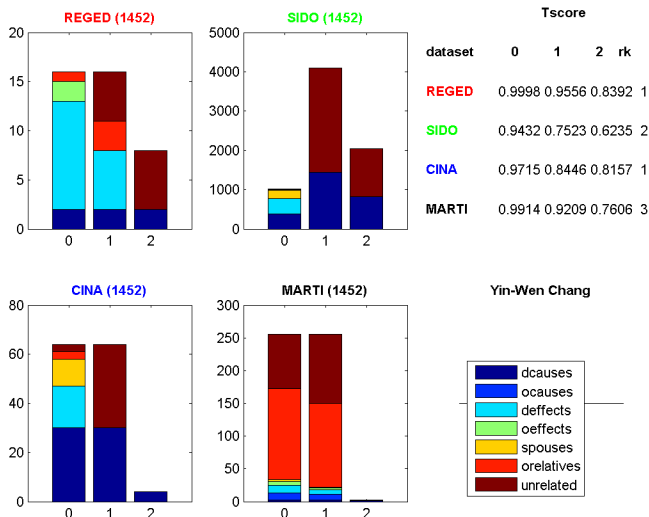 REGED (1452)
20
15
10
5
0
0 1 2
SIDO (1452)
5000
4000
3000
2000
1000
0
0 1 2
Tscore
dataset 0 1 2 rk
REGED 0.9998 0.9556 0.8392 1
SIDO 0.9432 0.7523 0.6235 2
CINA 0.9715 0.8446 0.8157 1
MARTI 0.9914 0.9209 0.7606 3
CINA (1452)
80
60
40
20
0
0 1 2
MARTI (1452)
300
250
200
150
100
50
0
0 1 2
Yin-Wen Chang
dcauses
ocauses
deffects
oeffects
spouses
orelatives
unrelated